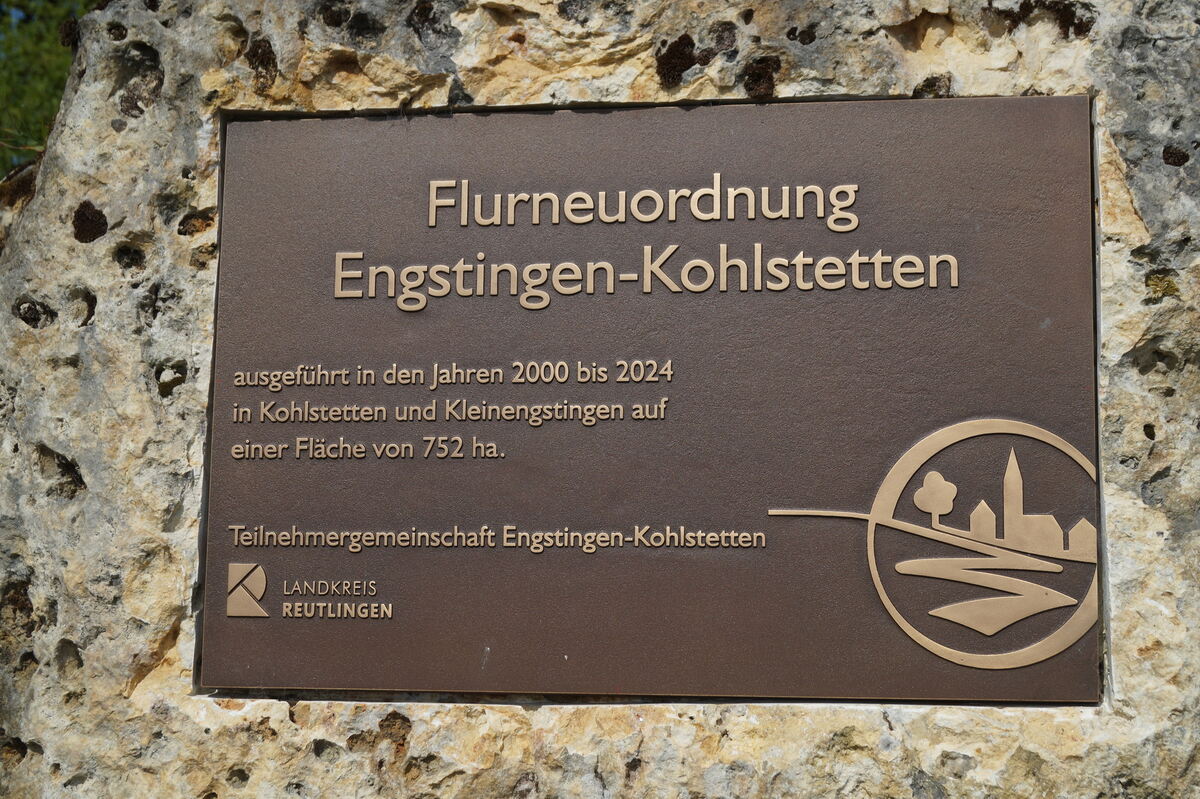 Flurneuordnung
Engstingen-Kohlstetten
ausgeführt in den Jahren 2000 bis 2024
in Kohlstetten und Kleinengstingen auf
einer Fläche von 752 ha.
Teilnehmergemeinschaft Engstingen-Kohlstetten
LANDKREIS
REUTLINGEN